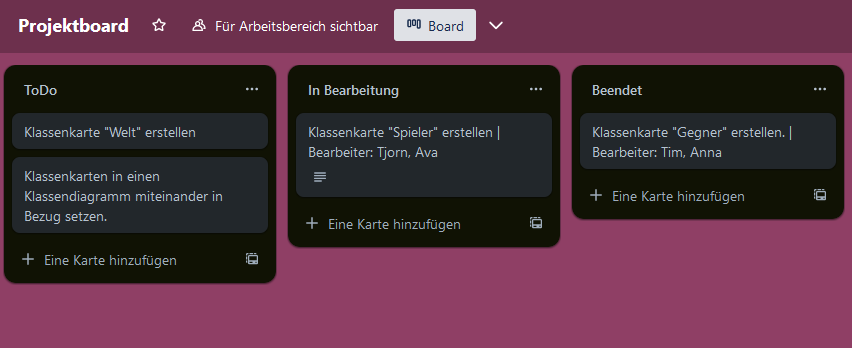 Projektboard
Für Arbeitsbereich sichtbar
Board
ToDo
Klassenkarte "Welt" erstellen
Klassenkarten in einen
Klassendiagramm miteinander in
Bezug setzen.
Eine Karte hinzufügen
In Bearbeitung
Klassenkarte "Spieler" erstellen |
Bearbeiter: Tjorn, Ava
Eine Karte hinzufügen
Beendet
Klassenkarte "Gegner" erstellen. |
Bearbeiter: Tim, Anna
Eine Karte hinzufügen